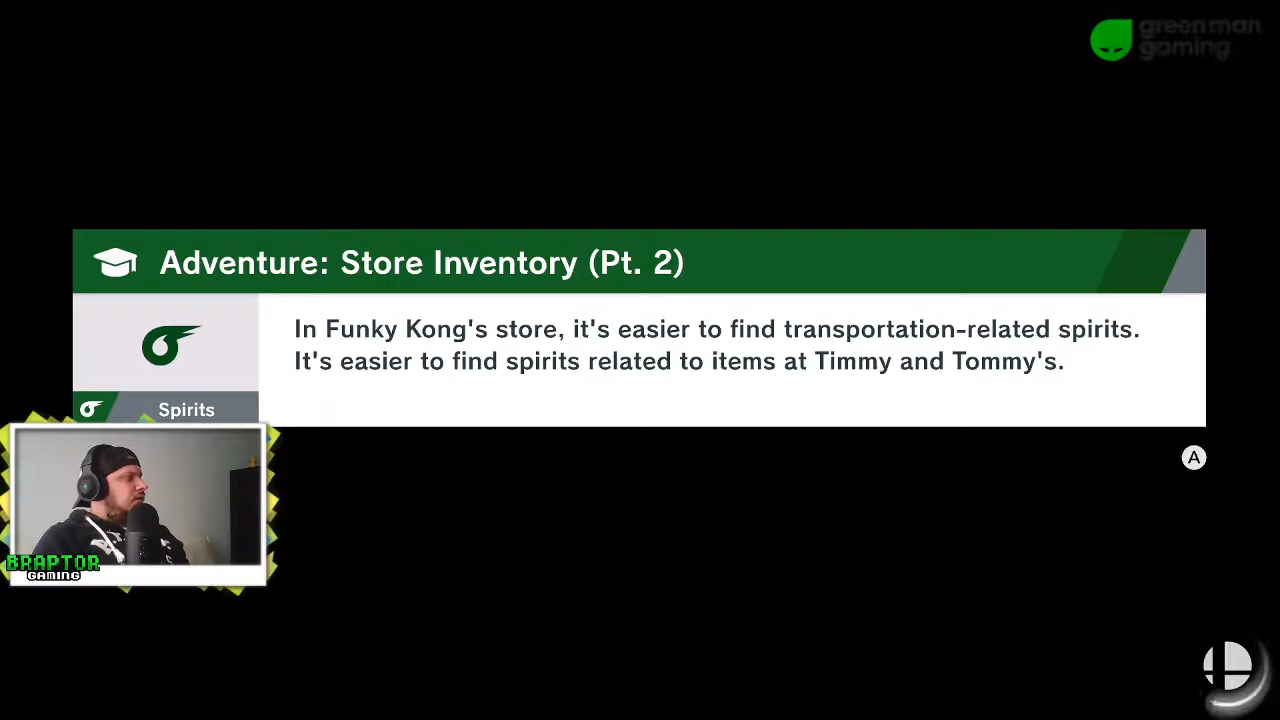 green man
gaming
Adventure: Store Inventory (Pt. 2)
In Funky Kong's store, it's easier to find transportation-related spirits.
It's easier to find spirits related to items at Timmy and Tommy's.
Spirits
A
BRAPTOR
GAMING